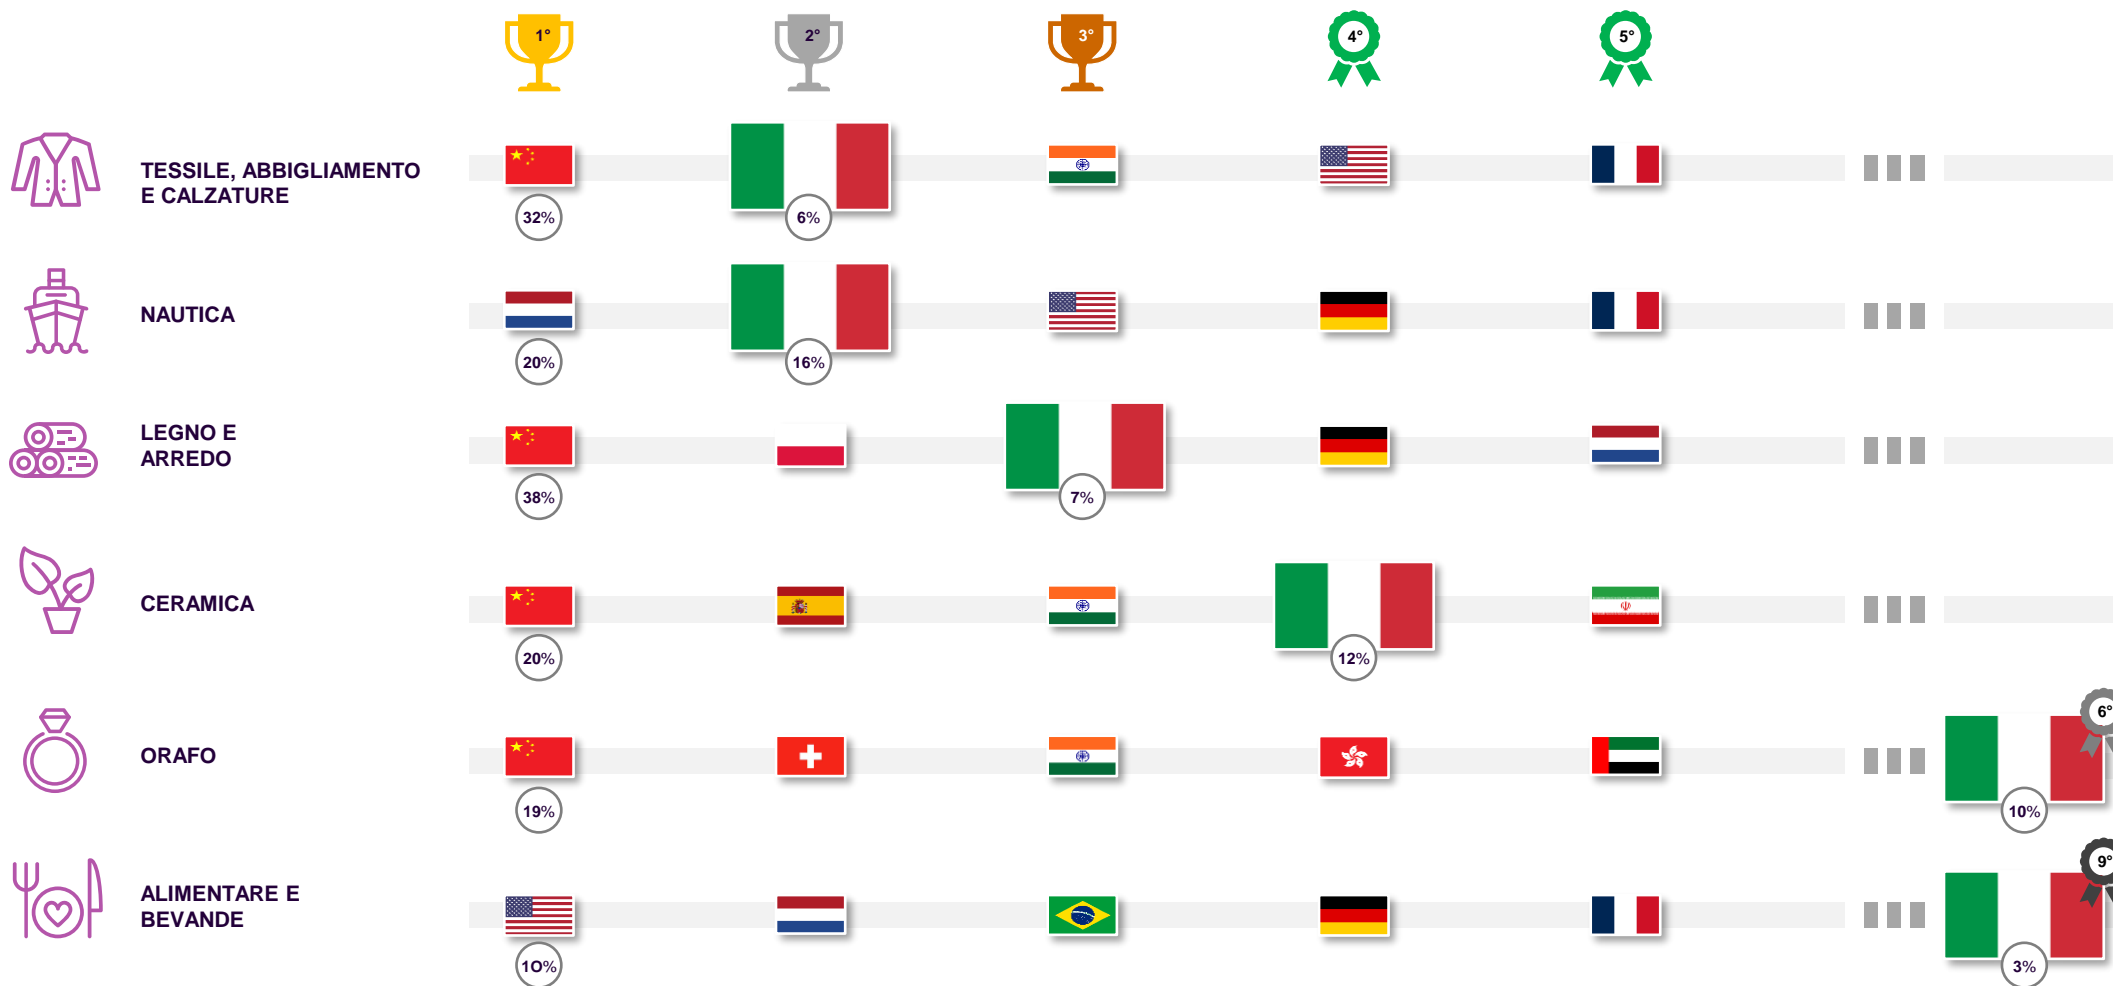 1° 2° 3° 4° 5°
TESSILE, ABBIGLIAMENTO
E CALZATURE
32% 6%
NAUTICA
20% 16%
LEGNO E
ARREDO
38% 7%
CERAMICA
20% 12%
6°
ORAFO
19% 10%
9°
ALIMENTARE E
BEVANDE
10% 3%